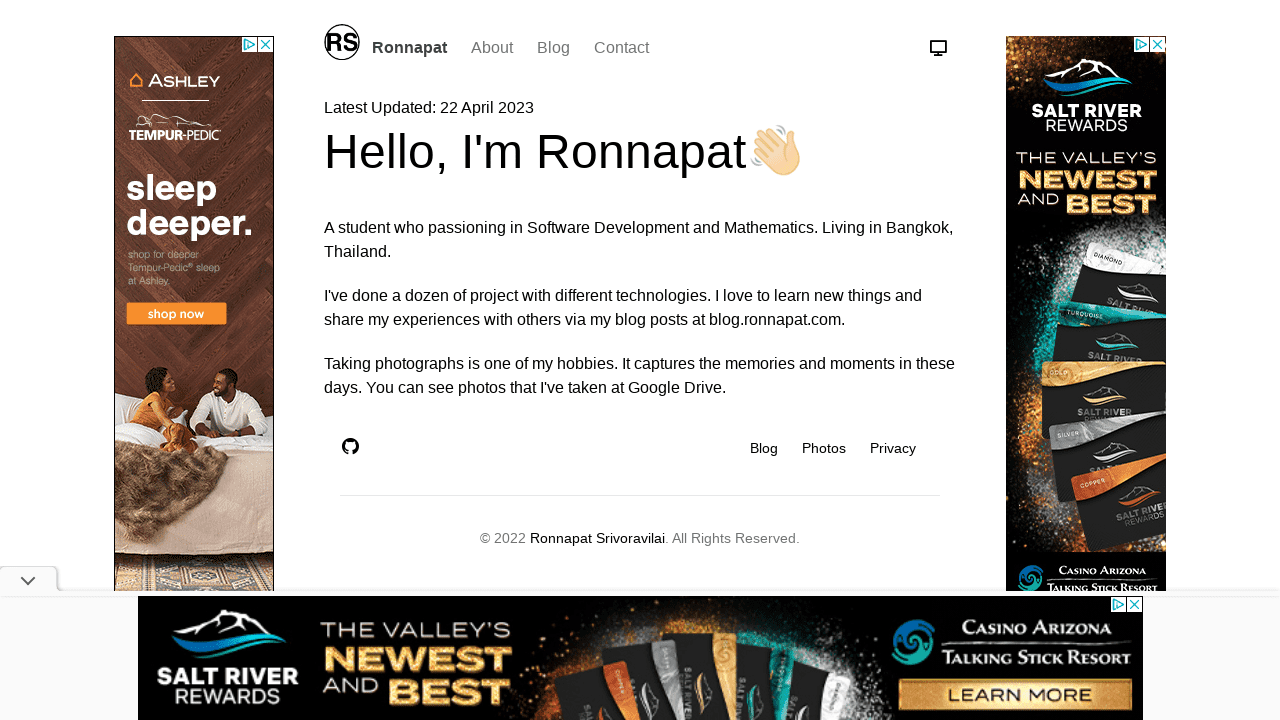 RS
Ronnapat
About
Blog
Contact
Latest Updated: 22 April 2023
Hello, I'm Ronnapat👋🏼
A student who passioning in Software Development and Mathematics. Living in Bangkok,
Thailand.
I've done a dozen of project with different technologies. I love to learn new things and
share my experiences with others via my blog posts at blog.ronnapat.com.
Taking photographs is one of my hobbies. It captures the memories and moments in these
days. You can see photos that I've taken at Google Drive.
Blog
Photos
Privacy
© 2022 Ronnapat Srivoravilai. All Rights Reserved.
ASHLEY
TEMPUR-PEDIC®
sleep
deeper.
shop for deeper
Tempur-Pedic® sleep
at Ashley.
shop now
SALT RIVER
REWARDS
THE VALLEY'S
NEWEST
AND BEST
DIAMOND
TURQUOISE
SALT RIVER
GOLD
SALT RIVER
SILVER
SALT RIVER
COPPER
SALT RIVER
REWARDS
CASINO ARIZONA
TALKING STICK RESORT
SALT RIVER
REWARDS
THE VALLEY'S
NEWEST
AND BEST
CASINO ARIZONA
TALKING STICK RESORT
LEARN MORE